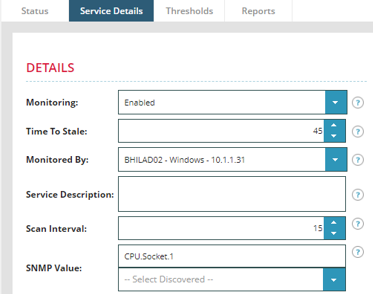 Status Service Details Thresholds Reports
DETAILS
Monitoring: Enabled ?
Time To Stale: 45 ?
Monitored By: BHILAD02 - Windows - 10.1.1.31 ?
Service Description: ?
Scan Interval: 15 ?
CPU.Socket.1 ?
SNMP Value:
-- Select Discovered --